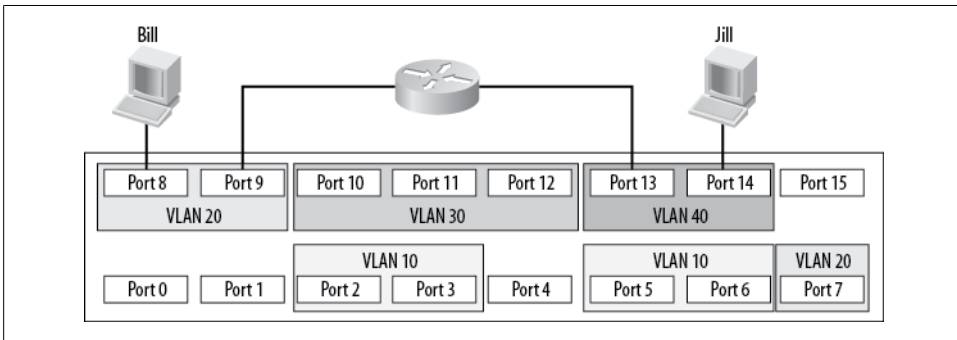 Bill Jill
Port 8 Port 9 Port 10 Port 11 Port 12 Port 13 Port 14 Port 15
VLAN 20 VLAN 30 VLAN 40
VLAN 10 VLAN 10 VLAN 20
Port 0 Port 1 Port 2 Port 3 Port 4 Port 5 Port 6 Port 7